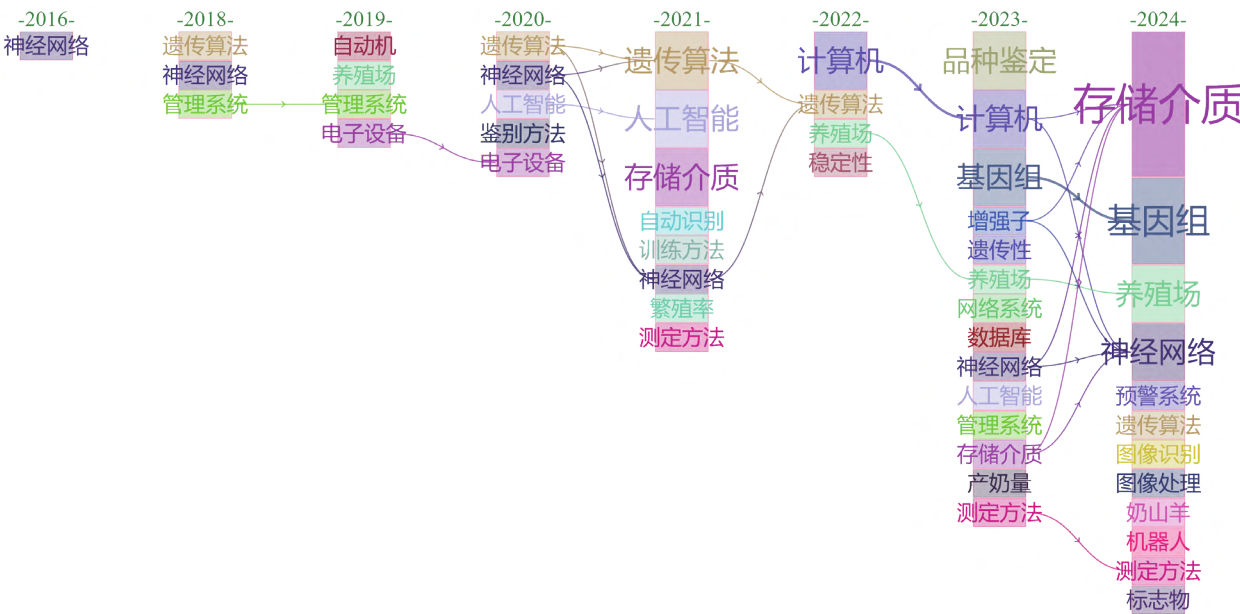 -2016-
神经网络
-2018-
遗传算法
神经网络
管理系统
-2019-
自动机
养殖场
管理系统
电子设备
-2020-
遗传算法
神经网络
人工智能
鉴别方法
电子设备
-2021-
遗传算法
人工智能
存储介质
自动识别
训练方法
神经网络
繁殖率
测定方法
-2022-
计算机
遗传算法
养殖场
稳定性
-2023-
品种鉴定
计算机
基因组
增强子
遗传性
养殖场
网络系统
数据库
神经网络
人工智能
管理系统
存储介质
产奶量
测定方法
-2024-
存储介质
基因组
养殖场
神经网络
预警系统
遗传算法
图像识别
图像处理
奶山羊
机器人
测定方法
标志物